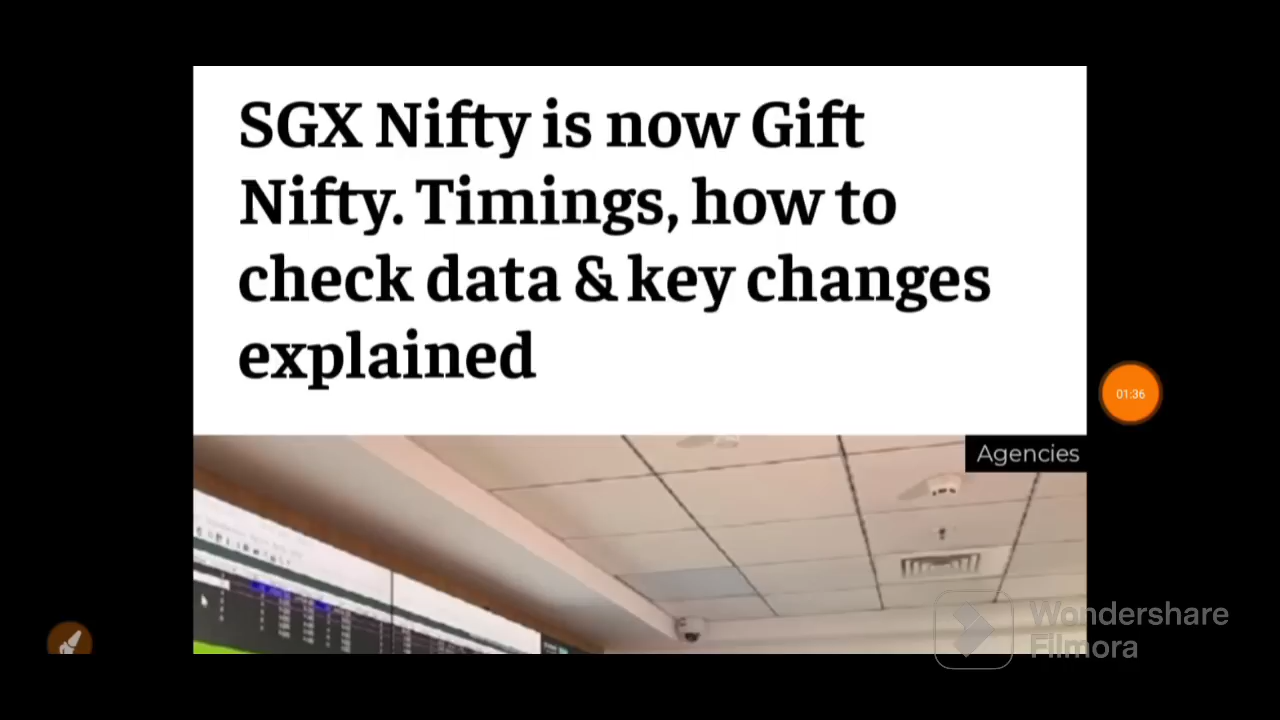 SGX Nifty is now Gift
Nifty. Timings, how to
check data & key changes
explained
Agencies
01:36
Wondershare
Filmora